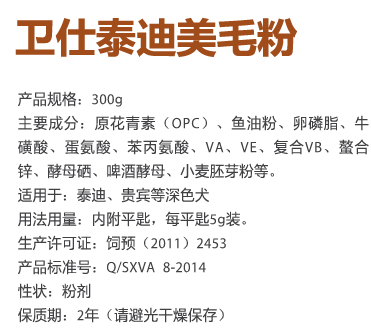 卫仕泰迪美毛粉
产品规格：300g
主要成分：原花青素（OPC）、鱼油粉、卵磷脂、牛
磺酸、蛋氨酸、苯丙氨酸、VA、VE、复合VB、螯合
锌、酵母硒、啤酒酵母、小麦胚芽粉等。
适用于：泰迪、贵宾等深色犬
用法用量：内附平匙，每平匙5g装。
生产许可证：饲预（2011）2453
产品标准号：Q/SXVA 8-2014
性状：粉剂
保质期：2年（请避光干燥保存）